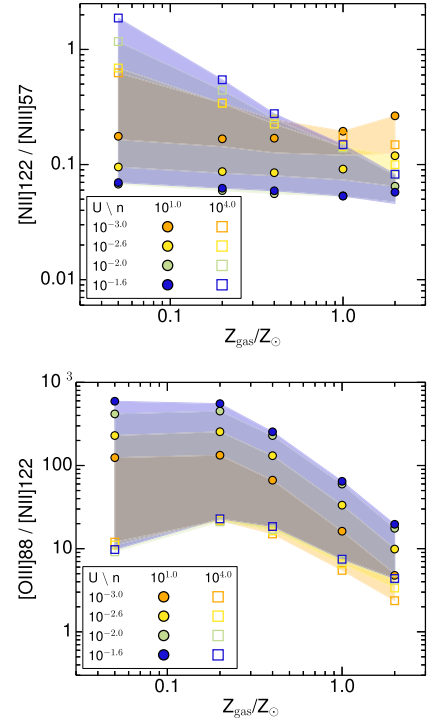 [NII]122 / [NIII]57
1
0.1
0.01
U \ n 10^1.0 10^4.0
10^-3.0
10^-2.6
10^-2.0
10^-1.6
0.1 1.0
Z_gas/Z_⊙
[OIII]88 / [NII]122
10^3
100
10
1
U \ n 10^1.0 10^4.0
10^-3.0
10^-2.6
10^-2.0
10^-1.6
0.1 1.0
Z_gas/Z_⊙